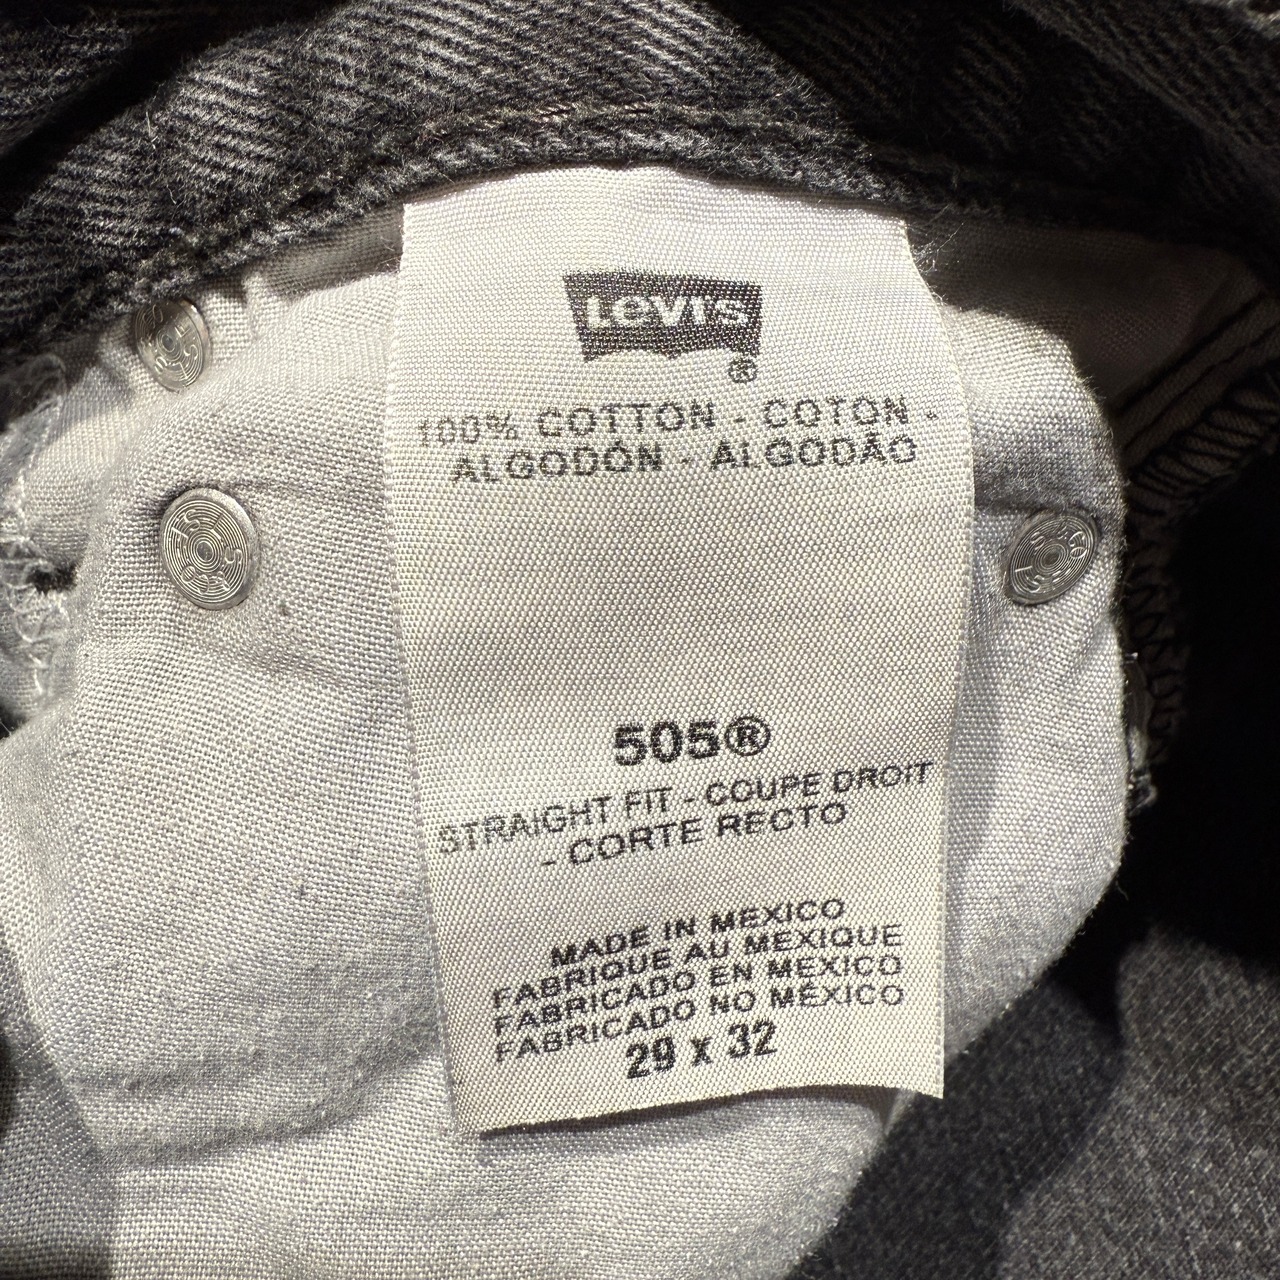 Levi's
®
100% COTTON - COTON -
ALGODÓN - ALGODÃO
505®
STRAIGHT FIT - COUPE DROIT
- CORTE RECTO
MADE IN MEXICO
FABRIQUE AU MEXIQUE
FABRICADO EN MEXICO
FABRICADO NO MÉXICO
29 x 32